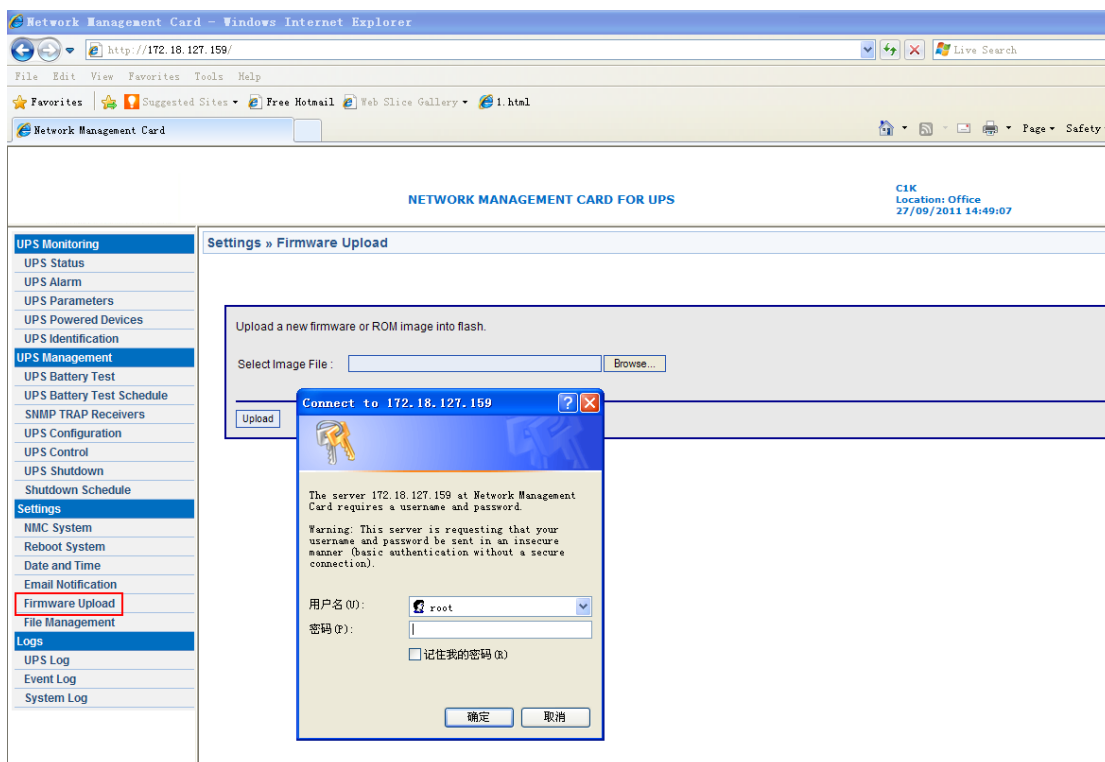 Network Management Card - Windows Internet Explorer
http://172.18.127.159/
Live Search
File Edit View Favorites Tools Help
Favorites Suggested Sites Free Hotmail Web Slice Gallery 1.html
Network Management Card
Page Safety
NETWORK MANAGEMENT CARD FOR UPS
C1K
Location: Office
27/09/2011 14:49:07
UPS Monitoring
UPS Status
UPS Alarm
UPS Parameters
UPS Powered Devices
UPS Identification
UPS Management
UPS Battery Test
UPS Battery Test Schedule
SNMP TRAP Receivers
UPS Configuration
UPS Control
UPS Shutdown
Shutdown Schedule
Settings
NMC System
Reboot System
Date and Time
Email Notification
Firmware Upload
File Management
Logs
UPS Log
Event Log
System Log
Settings » Firmware Upload
Upload a new firmware or ROM image into flash.
Select Image File :
Browse...
Upload
Connect to 172.18.127.159
The server 172.18.127.159 at Network Management
Card requires a username and password.
Warning: This server is requesting that your
username and password be sent in an insecure
manner (basic authentication without a secure
connection).
用户名(U):
root
密码(P):
记住我的密码(R)
确定
取消